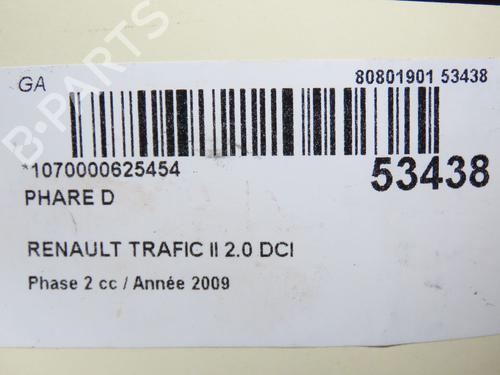 GA
80801901 53438
*1070000625454
53438
PHARE D
RENAULT TRAFIC II 2.0 DCI
Phase 2 cc / Année 2009
B-PARTS